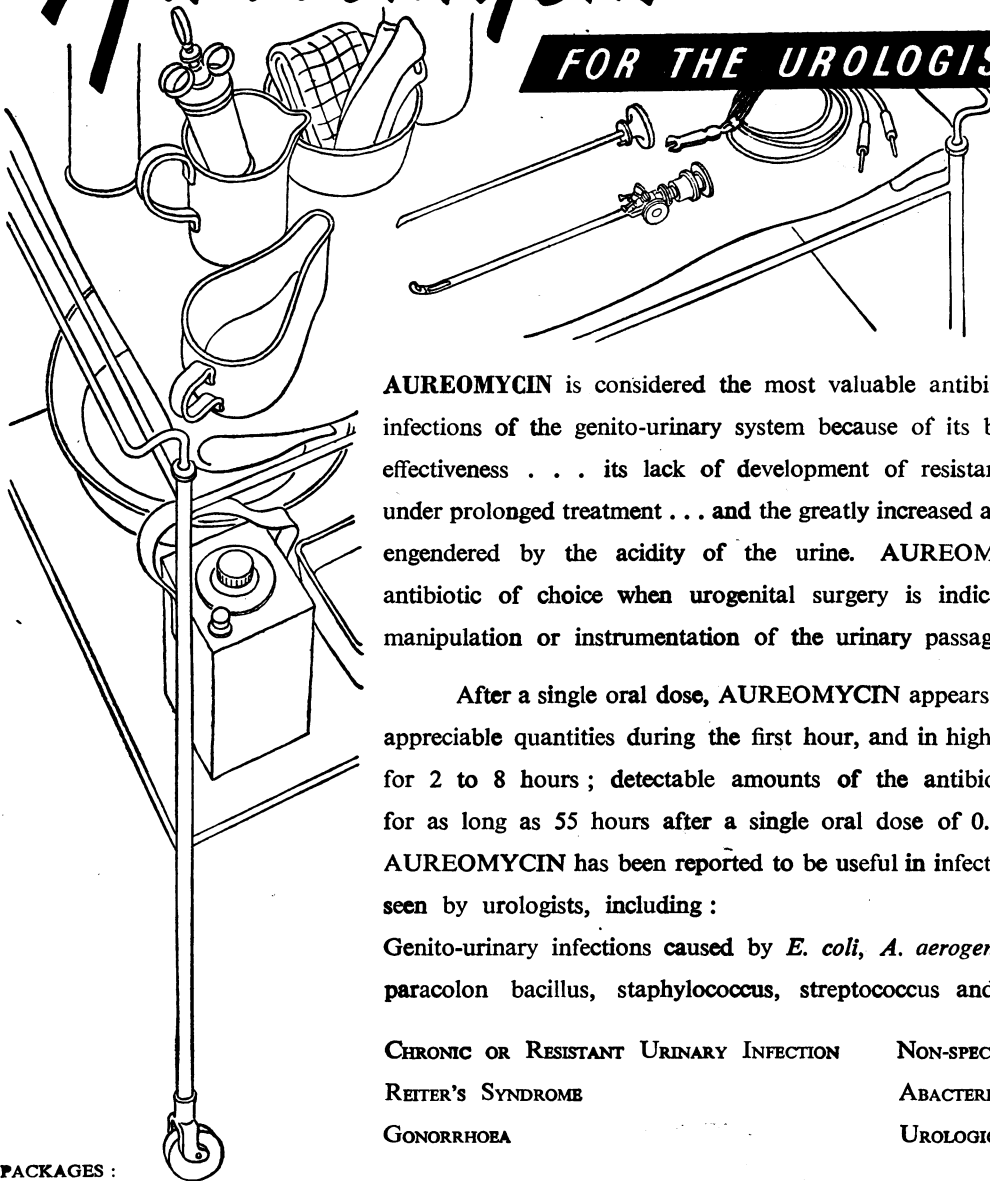 FOR THE UROLOGIS
AUREOMYCIN is considered the most valuable antibi
infections of the genito-urinary system because of its b
effectiveness . . . its lack of development of resistan
under prolonged treatment . . . and the greatly increased a
engendered by the acidity of the urine. AUREOM
antibiotic of choice when urogenital surgery is indic
manipulation or instrumentation of the urinary passag
After a single oral dose, AUREOMYCIN appears
appreciable quantities during the first hour, and in high
for 2 to 8 hours ; detectable amounts of the antibio
for as long as 55 hours after a single oral dose of 0.
AUREOMYCIN has been reported to be useful in infect
seen by urologists, including :
Genito-urinary infections caused by E. coli, A. aerogen
paracolon bacillus, staphylococcus, streptococcus and
CHRONIC OR RESISTANT URINARY INFECTION NON-SPEC
REITER'S SYNDROME ABACTERI
GONORRHOEA UROLOGIC
PACKAGES :